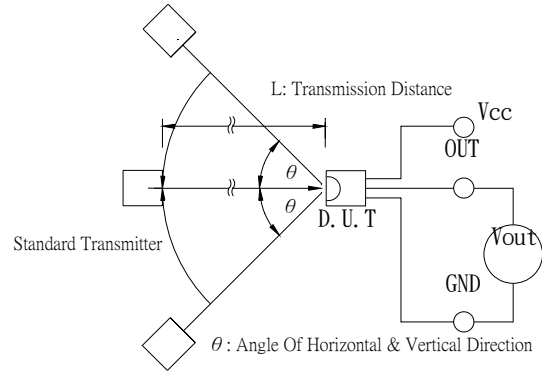 L: Transmission Distance
Vcc
OUT
θ
θ
D.U.T
Standard Transmitter
Vout
GND
θ : Angle Of Horizontal & Vertical Direction